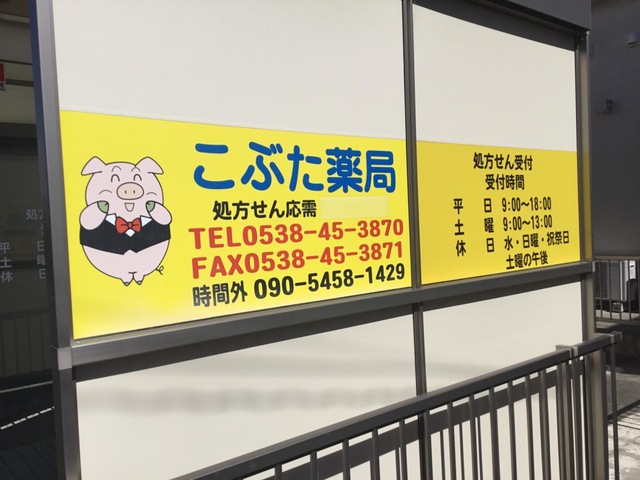 こぶた薬局
処方せん応需
TEL0538-45-3870
FAX0538-45-3871
時間外 090-5458-1429
処方せん受付
受付時間
平 日 9:00〜18:00
土 曜 9:00〜13:00
休 日 水・日曜・祝祭日
土曜の午後